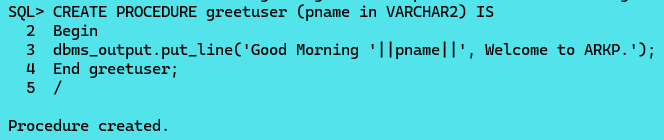 SQL> CREATE PROCEDURE greetuser (pname in VARCHAR2) IS
  2  Begin
  3  dbms_output.put_line('Good Morning '||pname||', Welcome to ARKP.');
  4  End greetuser;
  5  /

Procedure created.